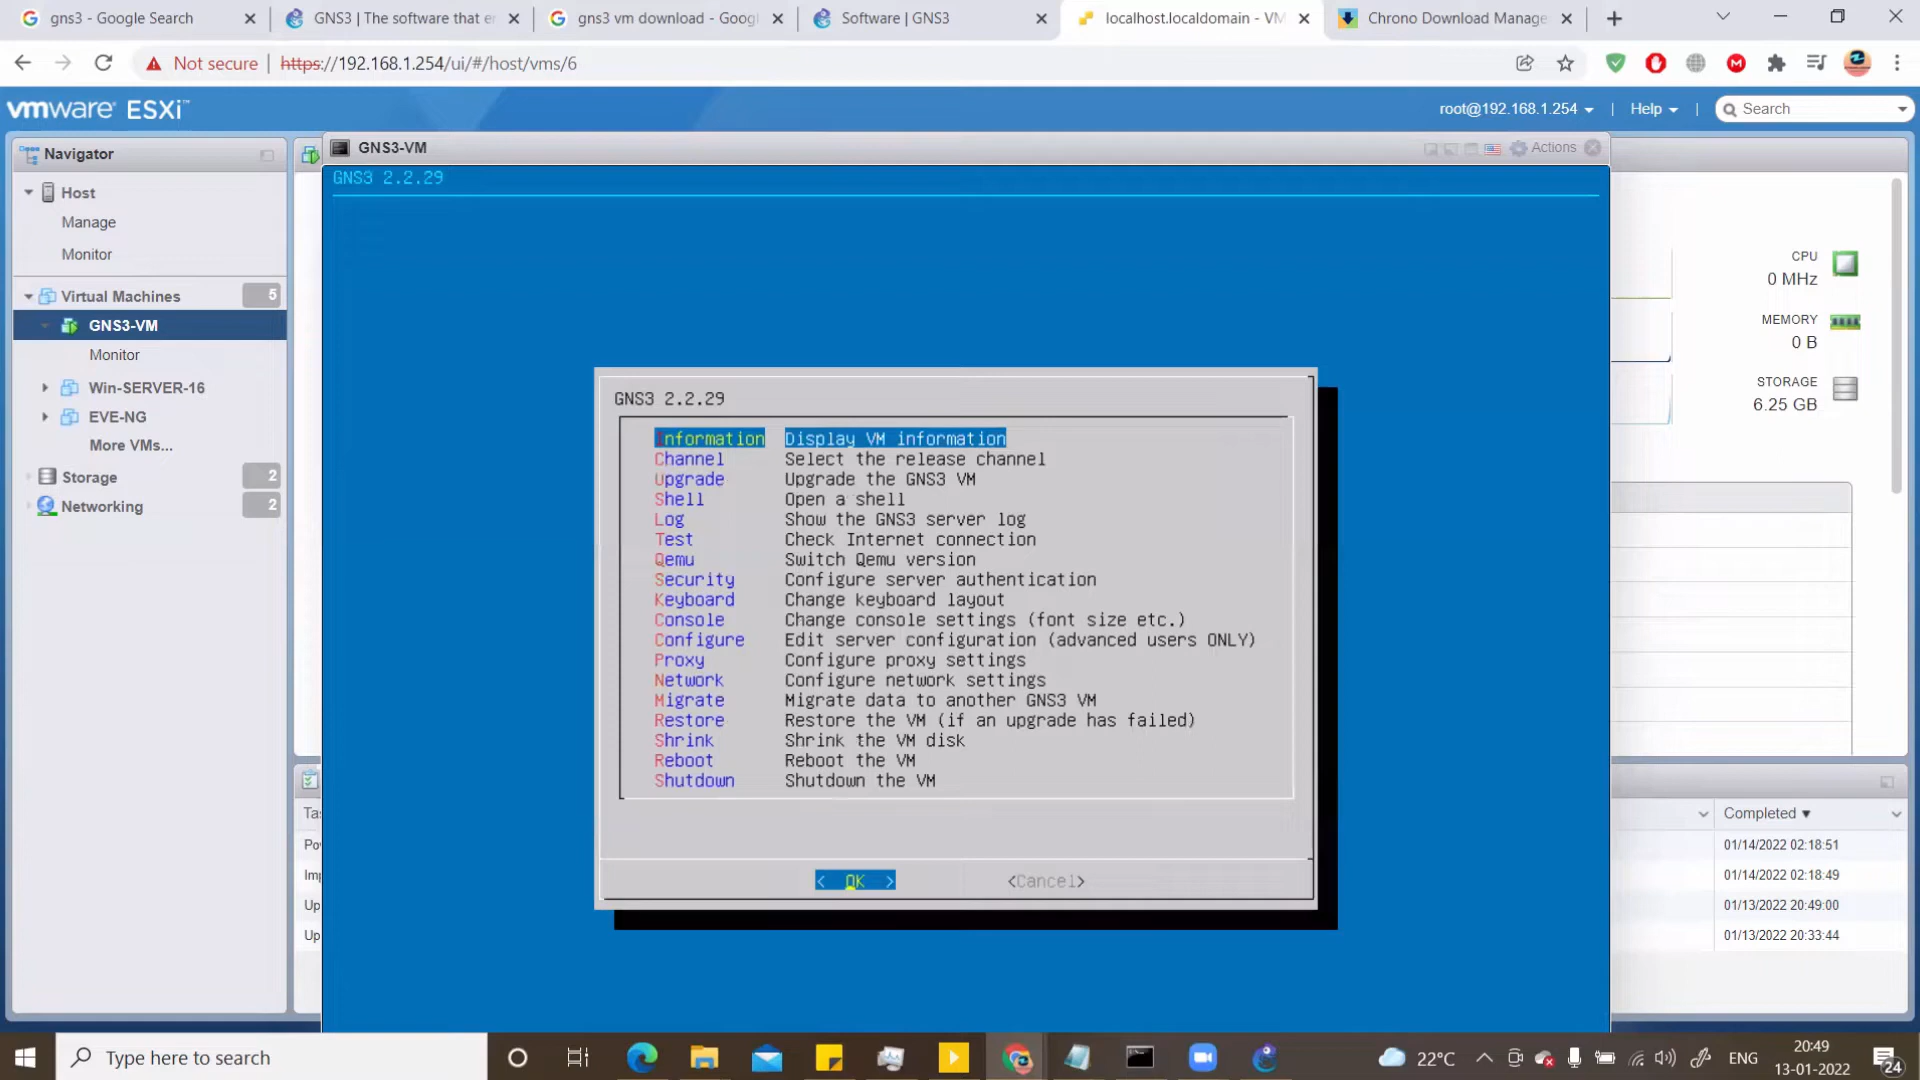 gns3 - Google Search
GNS3 | The software that e
gns3 vm download - Goog
Software | GNS3
localhost.localdomain - VM
Chrono Download Manage
Not secure
https://192.168.1.254/ui/#/host/vms/6
vmware ESXi™
root@192.168.1.254
Help
Search
Navigator
Host
Manage
Monitor
Virtual Machines
5
GNS3-VM
Monitor
Win-SERVER-16
EVE-NG
More VMs...
Storage
2
Networking
2
GNS3-VM
Actions
GNS3 2.2.29
GNS3 2.2.29
Information Display VM information
Channel Select the release channel
Upgrade Upgrade the GNS3 VM
Shell Open a shell
Log Show the GNS3 server log
Test Check Internet connection
Qemu Switch Qemu version
Security Configure server authentication
Keyboard Change keyboard layout
Console Change console settings (font size etc.)
Configure Edit server configuration (advanced users ONLY)
Proxy Configure proxy settings
Network Configure network settings
Migrate Migrate data to another GNS3 VM
Restore Restore the VM (if an upgrade has failed)
Shrink Shrink the VM disk
Reboot Reboot the VM
Shutdown Shutdown the VM
< OK >
<Cancel>
CPU
0 MHz
MEMORY
0 B
STORAGE
6.25 GB
Tas
Pow
Imp
Up
Up
Completed
01/14/2022 02:18:51
01/14/2022 02:18:49
01/13/2022 20:49:00
01/13/2022 20:33:44
Type here to search
22°C
ENG
20:49
13-01-2022
24